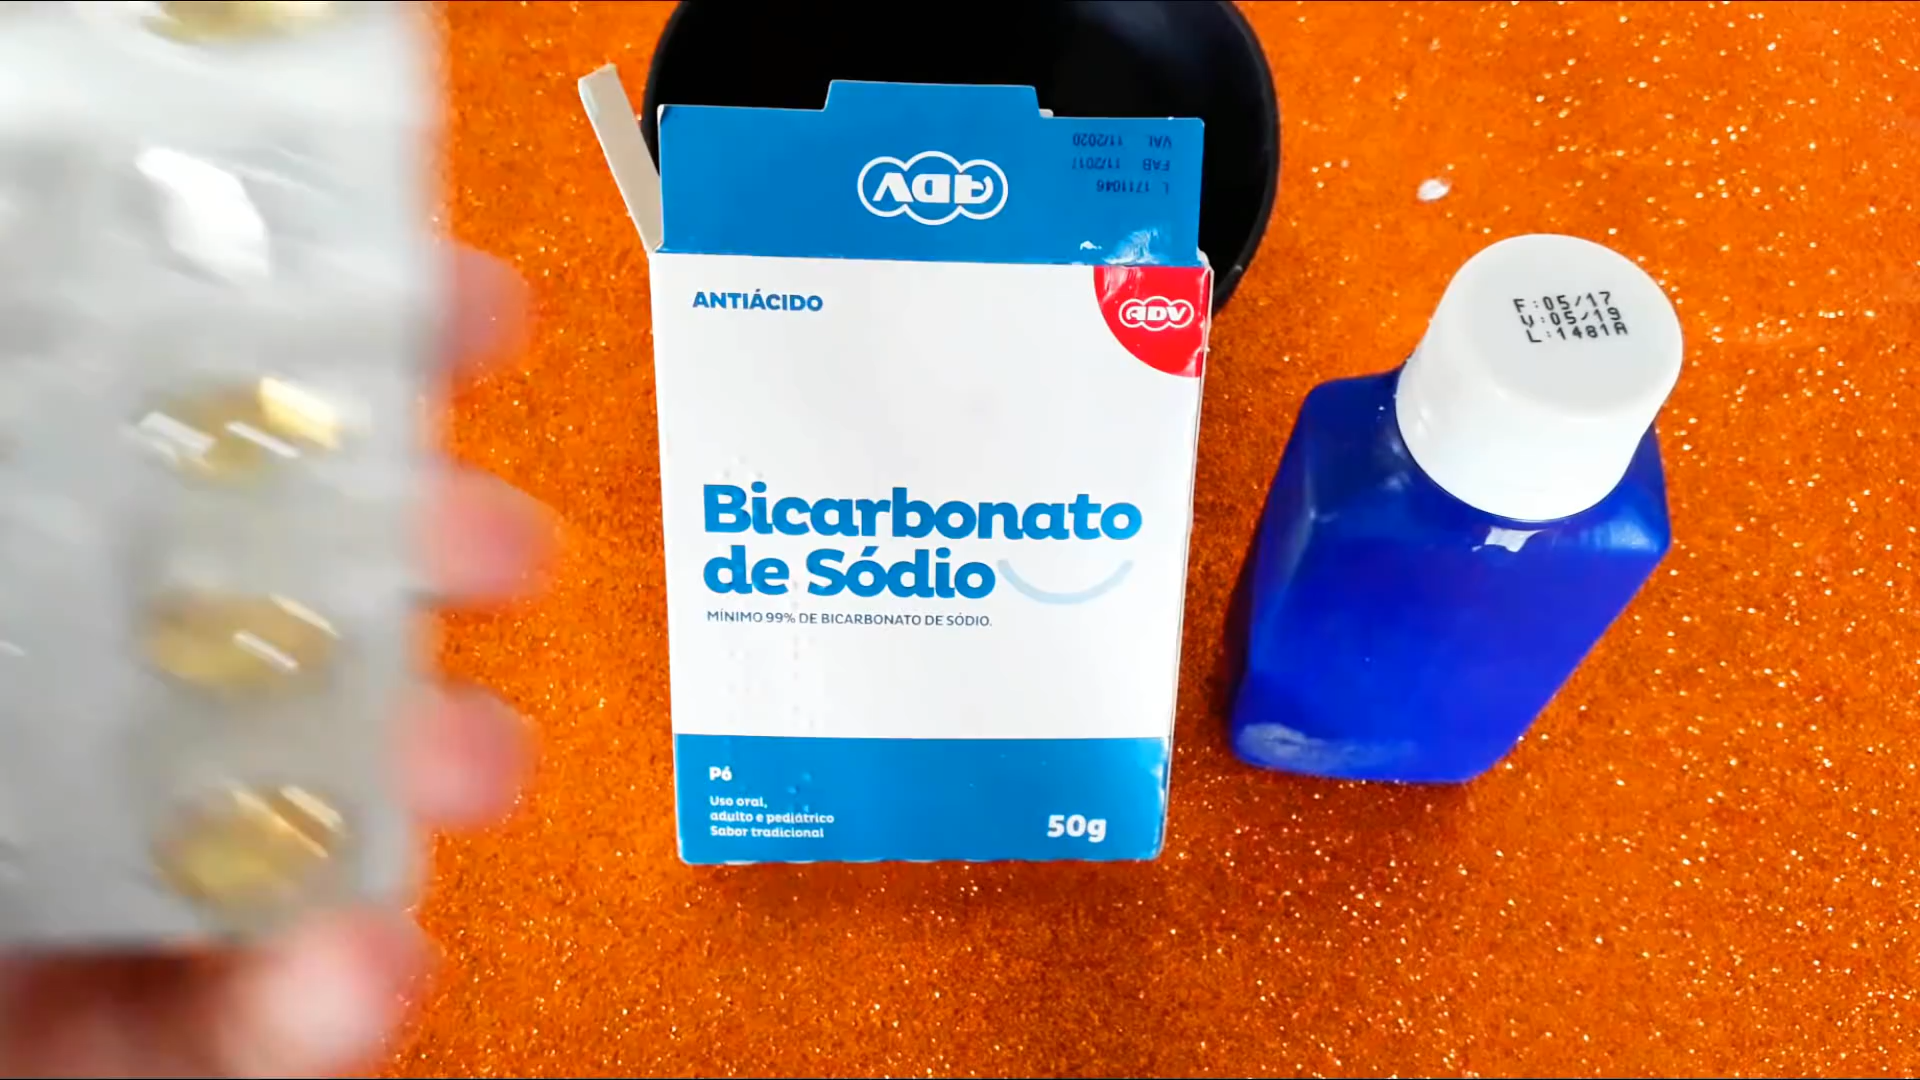 ADV
VAL 11/2020
FAB 11/2017
L 1711046
ANTIÁCIDO
ADV
Bicarbonato
de Sódio
MÍNIMO 99% DE BICARBONATO DE SÓDIO.
Pó
Uso oral,
adulto e pediátrico
Sabor tradicional
50g
F:05/17
V:05/19
L:1481A